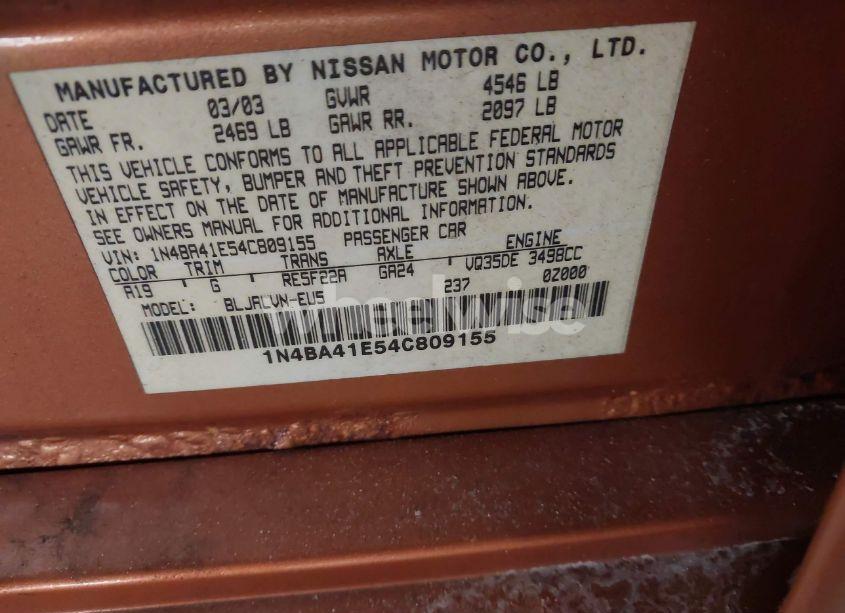 MANUFACTURED BY NISSAN MOTOR CO., LTD.
DATE 03/03 GVWR 4546 LB
GAWR FR. 2469 LB GAWR RR. 2097 LB
THIS VEHICLE CONFORMS TO ALL APPLICABLE FEDERAL MOTOR
VEHICLE SAFETY, BUMPER AND THEFT PREVENTION STANDARDS
IN EFFECT ON THE DATE OF MANUFACTURE SHOWN ABOVE.
SEE OWNERS MANUAL FOR ADDITIONAL INFORMATION.
VIN: 1N4BA41E54C809155 PASSENGER CAR
COLOR TRIM TRANS AXLE ENGINE
A19 G RE5F22A GA24 VQ35DE 3498CC
237 0Z000
MODEL: BLJALVN-EU5
wheelwise
1N4BA41E54C809155